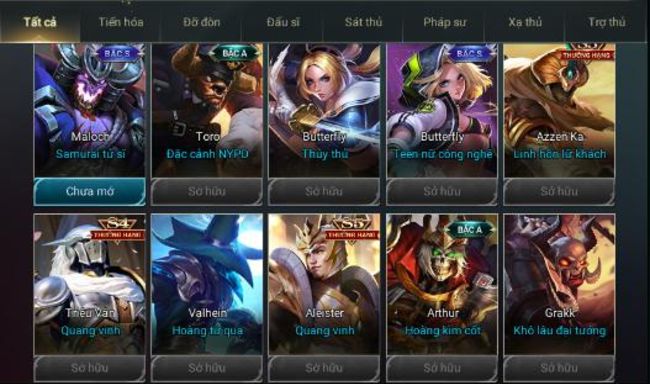 Tất cả Tiến hóa Đỡ đòn Đấu sĩ Sát thủ Pháp sư Xạ thủ Trợ thủ
BẬC S BẬC A BẬC S S3
THƯỞNG HẠNG
Maloch Toro Butterfly Butterfly Azzen'Ka
Samurai tử sĩ Đặc cảnh NYPD Thủy thủ Teen nữ công nghệ Linh hồn lữ khách
Chưa mở Sở hữu Sở hữu Sở hữu Sở hữu
S4 S5 BẬC A
THƯỞNG HẠNG THƯỞNG HẠNG
Triệu Vân Valhein Aleister Arthur Grakk
Quang vinh Hoàng tử quạ Quang vinh Hoàng kim cốt Khô lâu đại tướng
Sở hữu Sở hữu Sở hữu Sở hữu Sở hữu